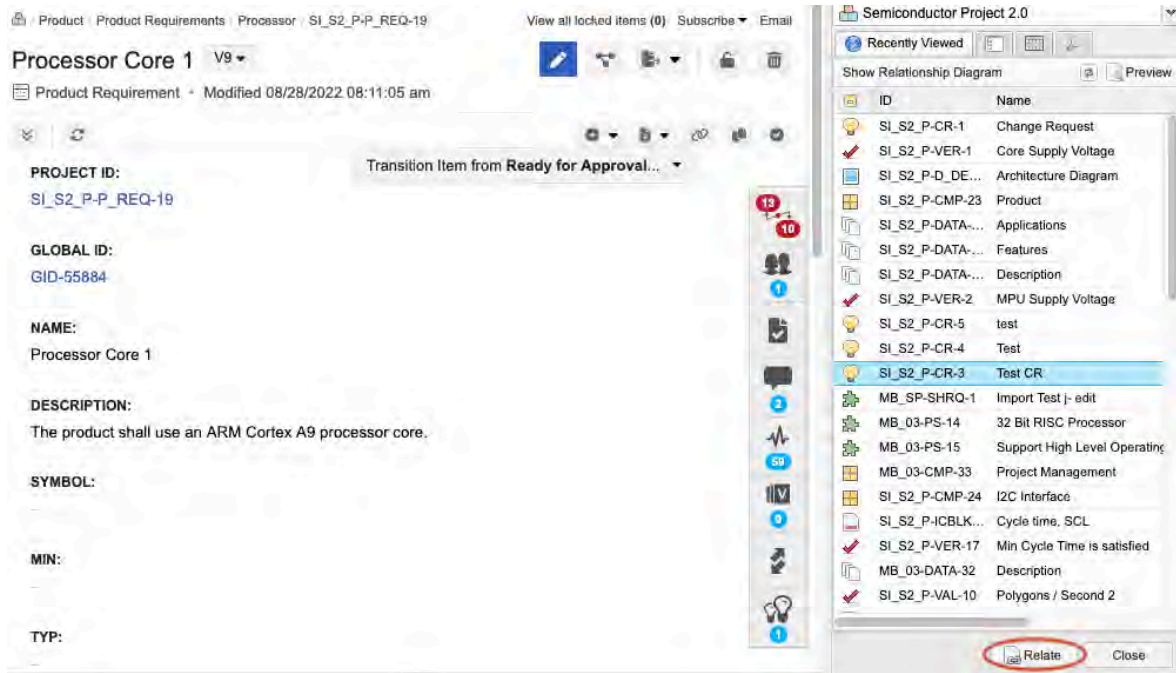 Product Product Requirements Processor SI_S2_P-P_REQ-19
View all locked items (0) Subscribe Email
Processor Core 1 V9
Product Requirement • Modified 08/28/2022 08:11:05 am
Transition Item from Ready for Approval...
PROJECT ID:
SI_S2_P-P_REQ-19
GLOBAL ID:
GID-55884
NAME:
Processor Core 1
DESCRIPTION:
The product shall use an ARM Cortex A9 processor core.
SYMBOL:
MIN:
TYP:
13
10
1
2
59
V
9
1
Semiconductor Project 2.0
Recently Viewed
Show Relationship Diagram Preview
ID Name
SI_S2_P-CR-1 Change Request
SI_S2_P-VER-1 Core Supply Voltage
SI_S2_P-D_DE... Architecture Diagram
SI_S2_P-CMP-23 Product
SI_S2_P-DATA-... Applications
SI_S2_P-DATA-... Features
SI_S2_P-DATA-... Description
SI_S2_P-VER-2 MPU Supply Voltage
SI_S2_P-CR-5 test
SI_S2_P-CR-4 Test
SI_S2_P-CR-3 Test CR
MB_SP-SHRQ-1 Import Test j- edit
MB_03-PS-14 32 Bit RISC Processor
MB_03-PS-15 Support High Level Operating
MB_03-CMP-33 Project Management
SI_S2_P-CMP-24 I2C Interface
SI_S2_P-ICBLK... Cycle time, SCL
SI_S2_P-VER-17 Min Cycle Time is satisfied
MB_03-DATA-32 Description
SI_S2_P-VAL-10 Polygons / Second 2
Relate Close